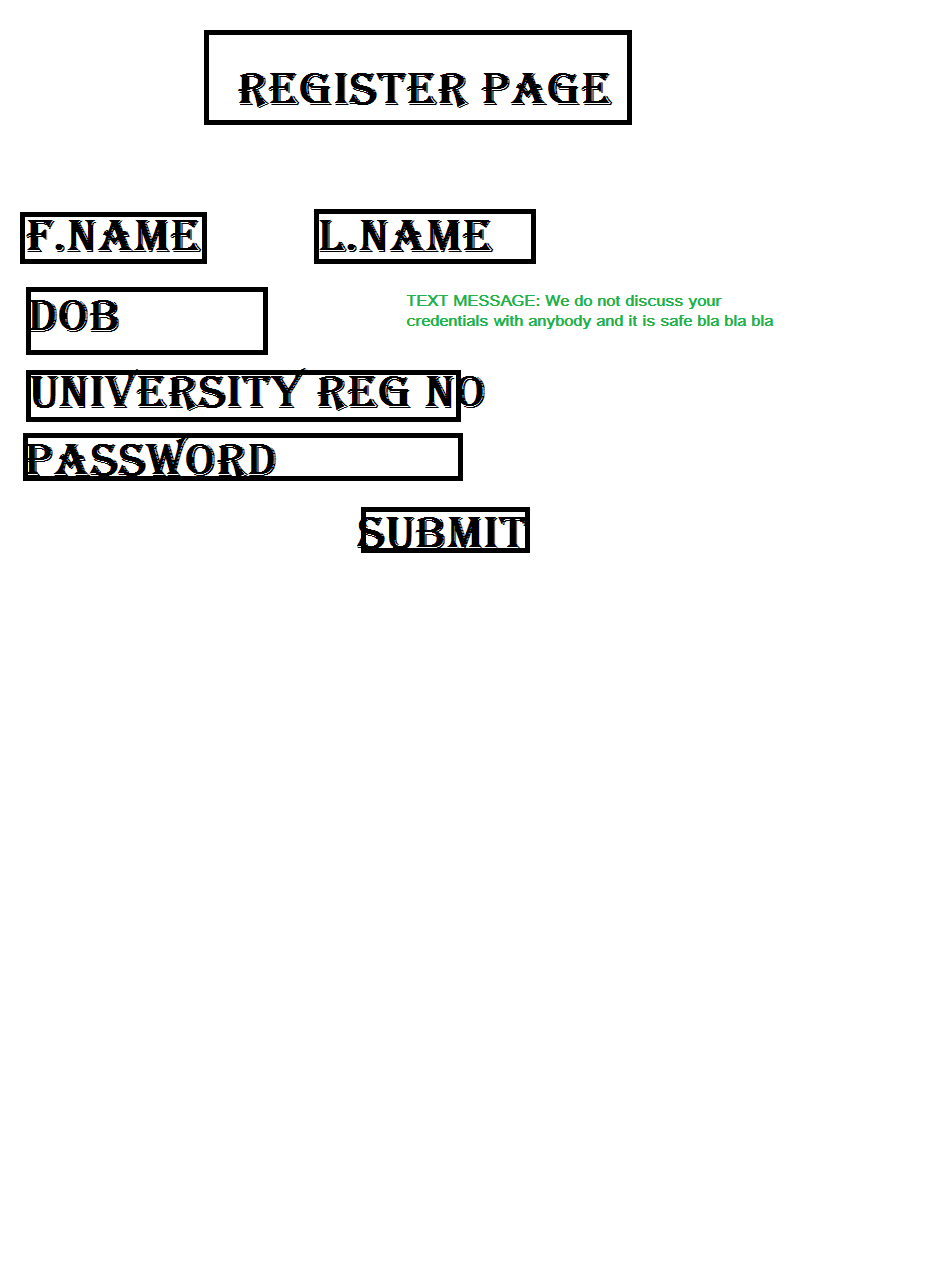 REGISTER PAGE
F.NAME
L.NAME
DOB
TEXT MESSAGE: We do not discuss your
credentials with anybody and it is safe bla bla bla
UNIVERSITY REG NO
PASSWORD
SUBMIT